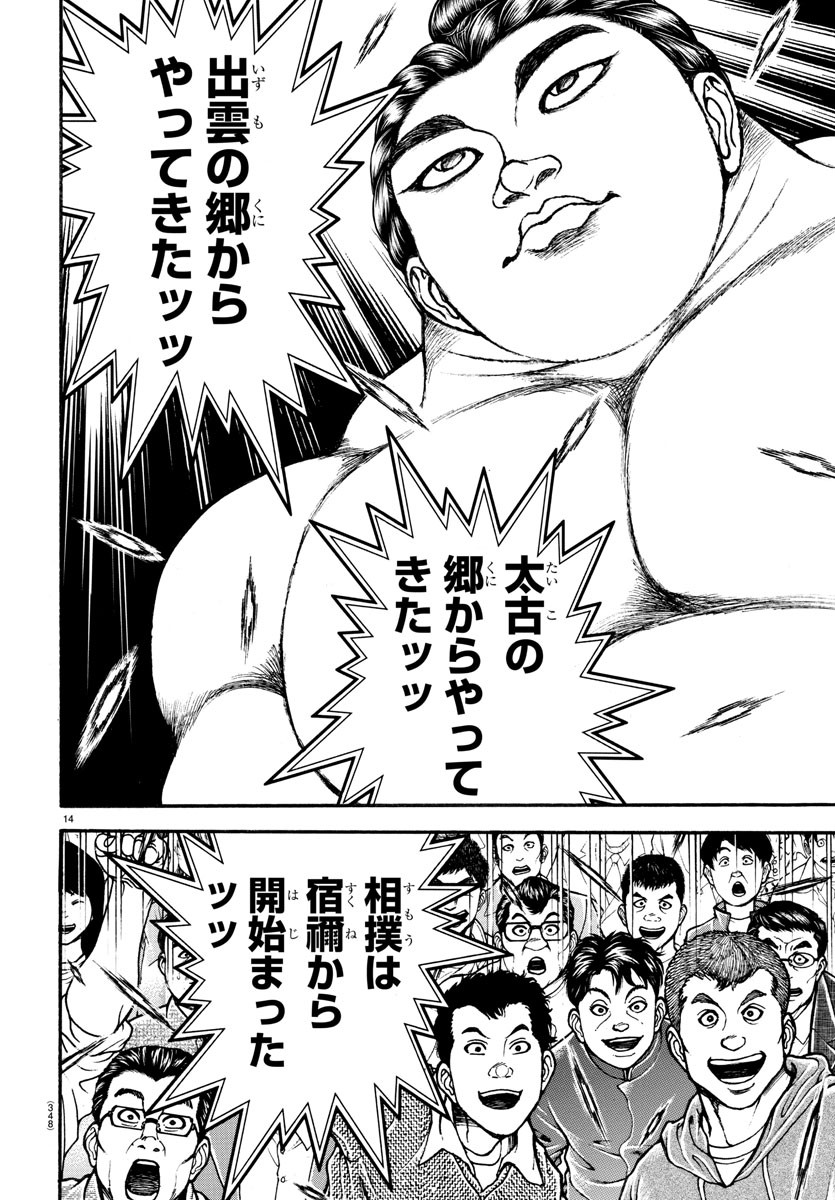 太古の
郷からやって
きたッッ
出雲の郷から
やってきたッッ
相撲は
宿禰から
開始まった
ッッ
14
(348)